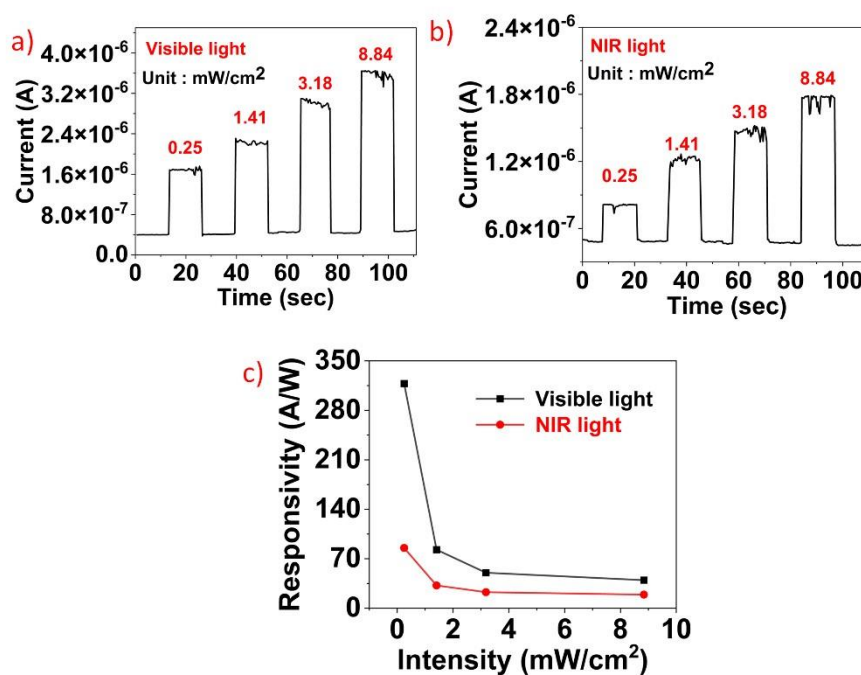 a)
Visible light
Unit : mW/cm²
0.25
1.41
3.18
8.84
4.0×10⁻⁶
3.2×10⁻⁶
2.4×10⁻⁶
1.6×10⁻⁶
8.0×10⁻⁷
0.0
Current (A)
0 20 40 60 80 100
Time (sec)
b)
NIR light
Unit : mW/cm²
0.25
1.41
3.18
8.84
2.4×10⁻⁶
1.8×10⁻⁶
1.2×10⁻⁶
6.0×10⁻⁷
Current (A)
0 20 40 60 80 100
Time (sec)
c)
Visible light
NIR light
350
280
210
140
70
0
Responsivity (A/W)
0 2 4 6 8 10
Intensity (mW/cm²)